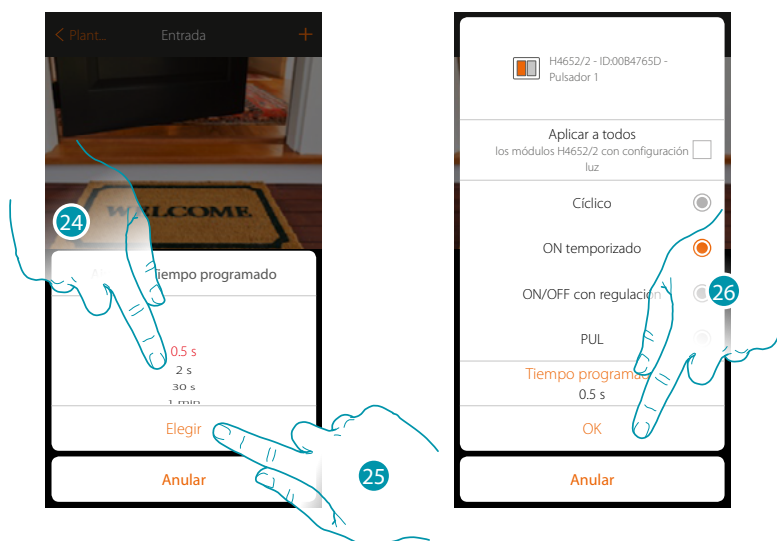 Plant...
Entrada
+
WELCOME
24
Tiempo programado
0.5 s
2 s
30 s
1 min
Elegir
25
Anular
H4652/2 - ID:00B4765D -
Pulsador 1
Aplicar a todos
los módulos H4652/2 con configuración
luz
Cíclico
ON temporizado
ON/OFF con regulación
26
PUL
Tiempo programado
0.5 s
OK
Anular